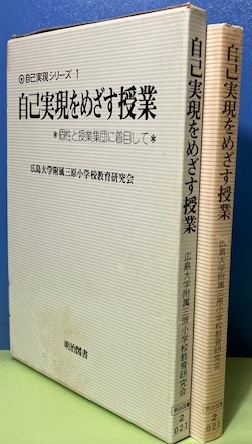 自己実現シリーズ1
自己実現をめざす授業
*個性と授業集団に着目して*
広島大学附属三原小学校教育研究会
明治図書
自己実現をめざす授業
広島大学附属三原小学校教育研究会
明治図書
2
021
自己実現をめざす授業
広島大学附属三原小学校教育研究会
明治図書
2
021